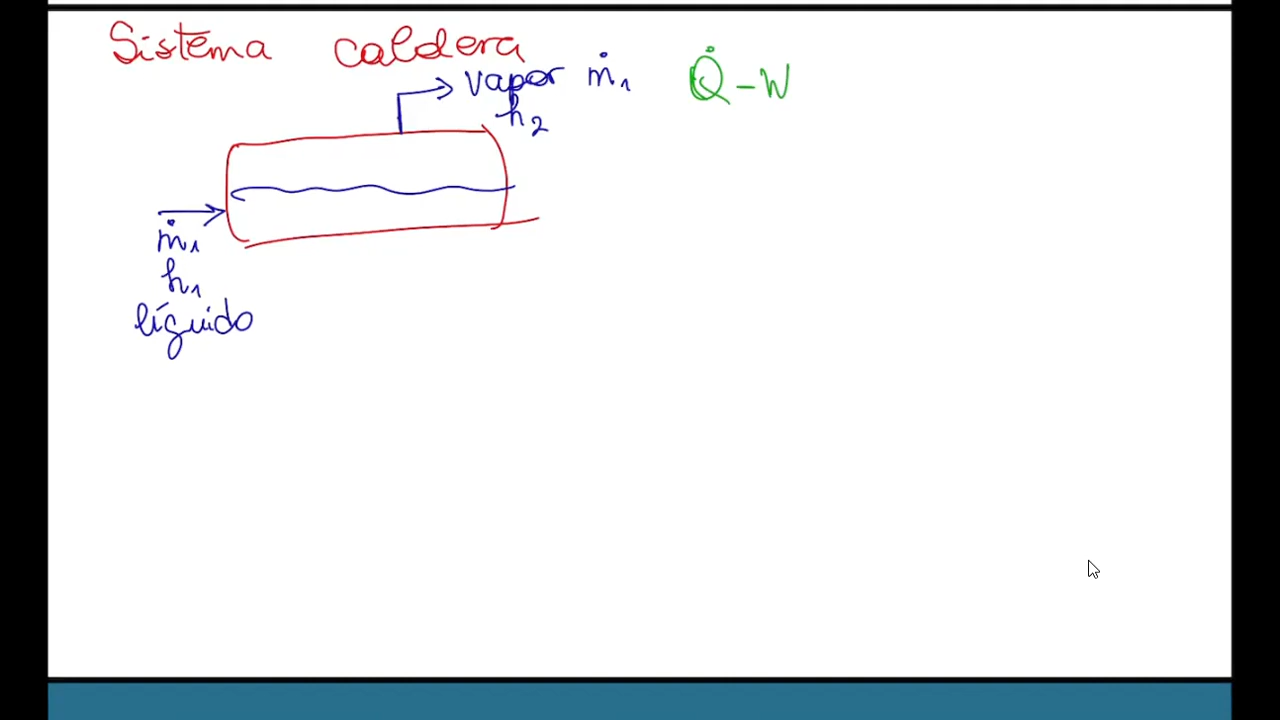 Sistema caldera
vapor ṁ₁
h₂
Q̇ - W
ṁ₁
h₁
líquido